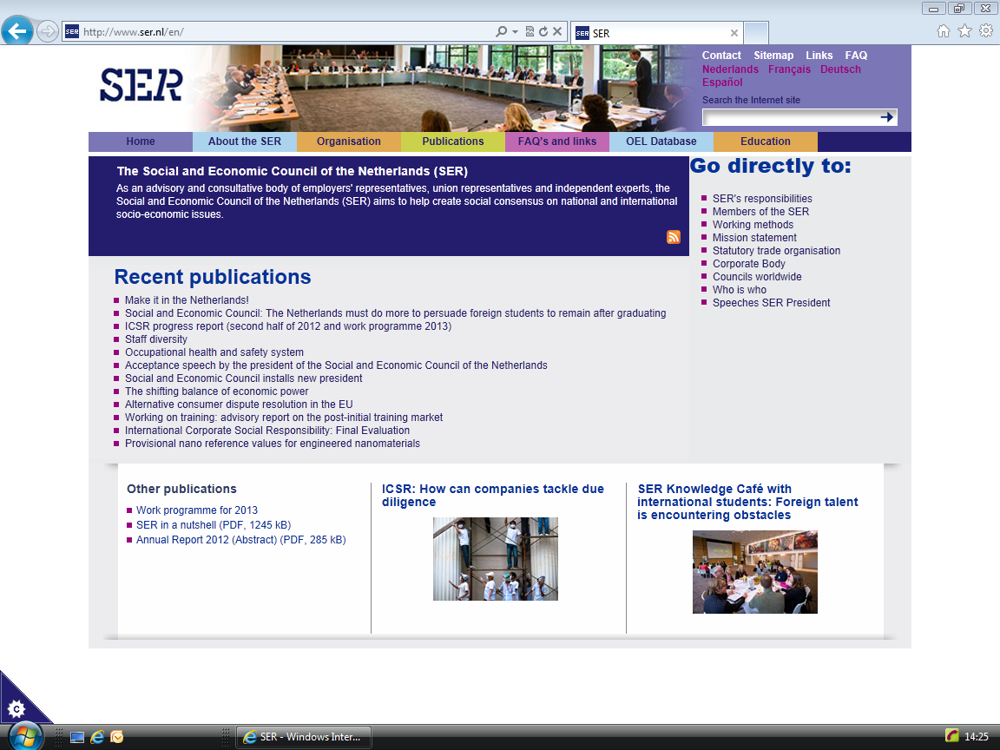 SER http://www.ser.nl/en/
SER SER
SER
Contact Sitemap Links FAQ
Nederlands Français Deutsch
Español
Search the Internet site
Home About the SER Organisation Publications FAQ's and links OEL Database Education
The Social and Economic Council of the Netherlands (SER)
As an advisory and consultative body of employers' representatives, union representatives and independent experts, the
Social and Economic Council of the Netherlands (SER) aims to help create social consensus on national and international
socio-economic issues.
Go directly to:
SER's responsibilities
Members of the SER
Working methods
Mission statement
Statutory trade organisation
Corporate Body
Councils worldwide
Who is who
Speeches SER President
Recent publications
Make it in the Netherlands!
Social and Economic Council: The Netherlands must do more to persuade foreign students to remain after graduating
ICSR progress report (second half of 2012 and work programme 2013)
Staff diversity
Occupational health and safety system
Acceptance speech by the president of the Social and Economic Council of the Netherlands
Social and Economic Council installs new president
The shifting balance of economic power
Alternative consumer dispute resolution in the EU
Working on training: advisory report on the post-initial training market
International Corporate Social Responsibility: Final Evaluation
Provisional nano reference values for engineered nanomaterials
Other publications
Work programme for 2013
SER in a nutshell (PDF, 1245 kB)
Annual Report 2012 (Abstract) (PDF, 285 kB)
ICSR: How can companies tackle due
diligence
SER Knowledge Café with
international students: Foreign talent
is encountering obstacles
C
SER - Windows Inter...
14:25